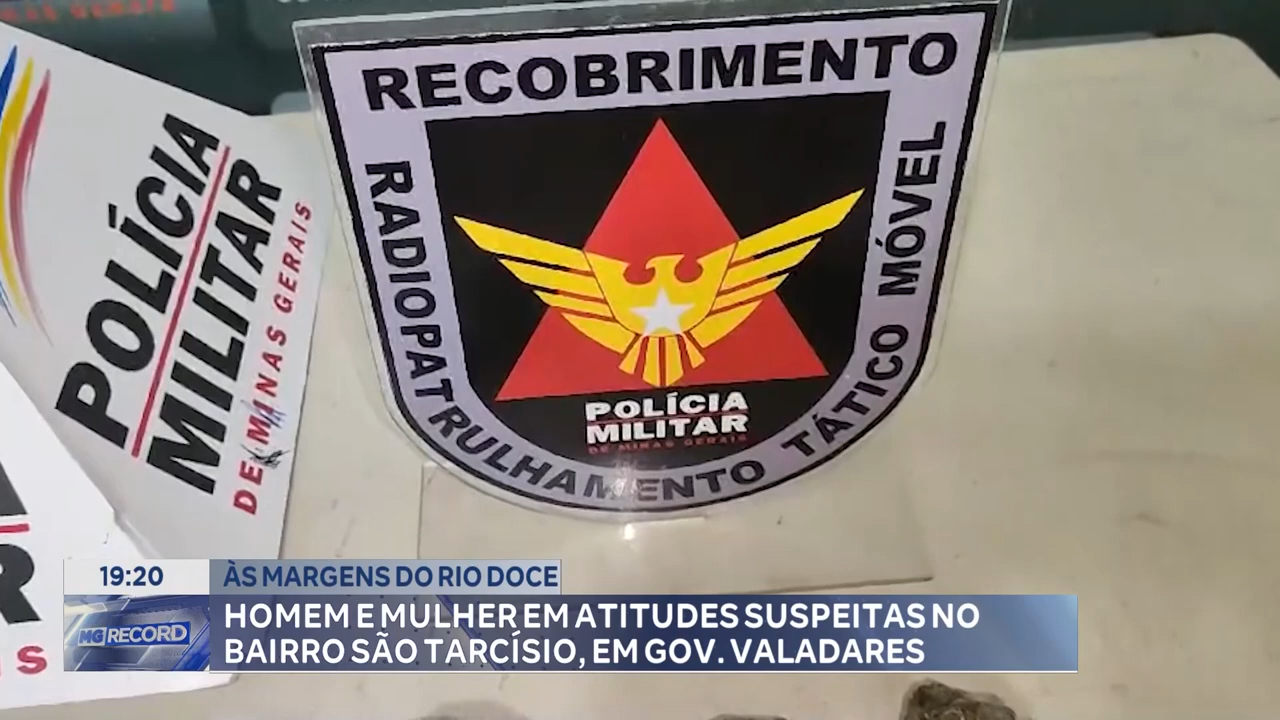 RECOBRIMENTO
RADIOPATRULHAMENTO TÁTICO MÓVEL
POLÍCIA
MILITAR
DE MINAS GERAIS
POLÍCIA
MILITAR
DE MINAS GERAIS
19:20
ÀS MARGENS DO RIO DOCE
MG RECORD
HOMEM E MULHER EM ATITUDES SUSPEITAS NO
BAIRRO SÃO TARCÍSIO, EM GOV. VALADARES